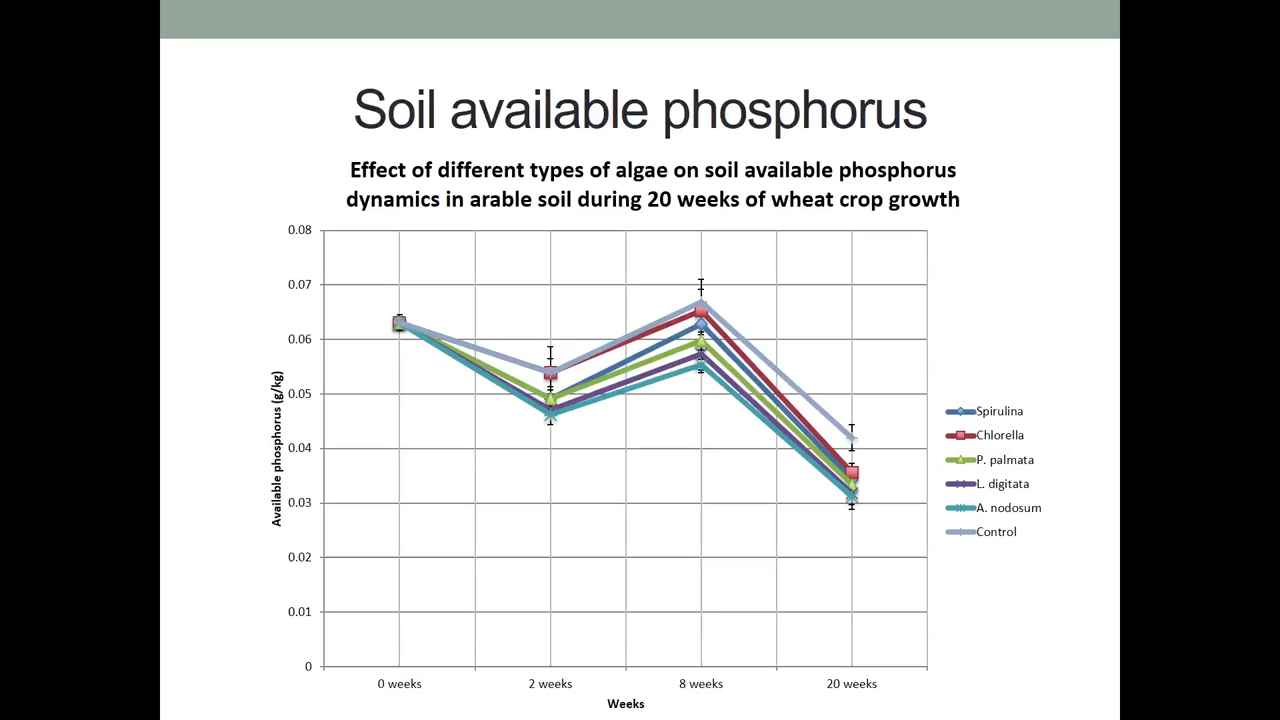 Soil available phosphorus
Effect of different types of algae on soil available phosphorus
dynamics in arable soil during 20 weeks of wheat crop growth
0.08
0.07
0.06
0.05
0.04
0.03
0.02
0.01
0
Available phosphorus (g/kg)
0 weeks
2 weeks
8 weeks
20 weeks
Weeks
Spirulina
Chlorella
P. palmata
L. digitata
A. nodosum
Control